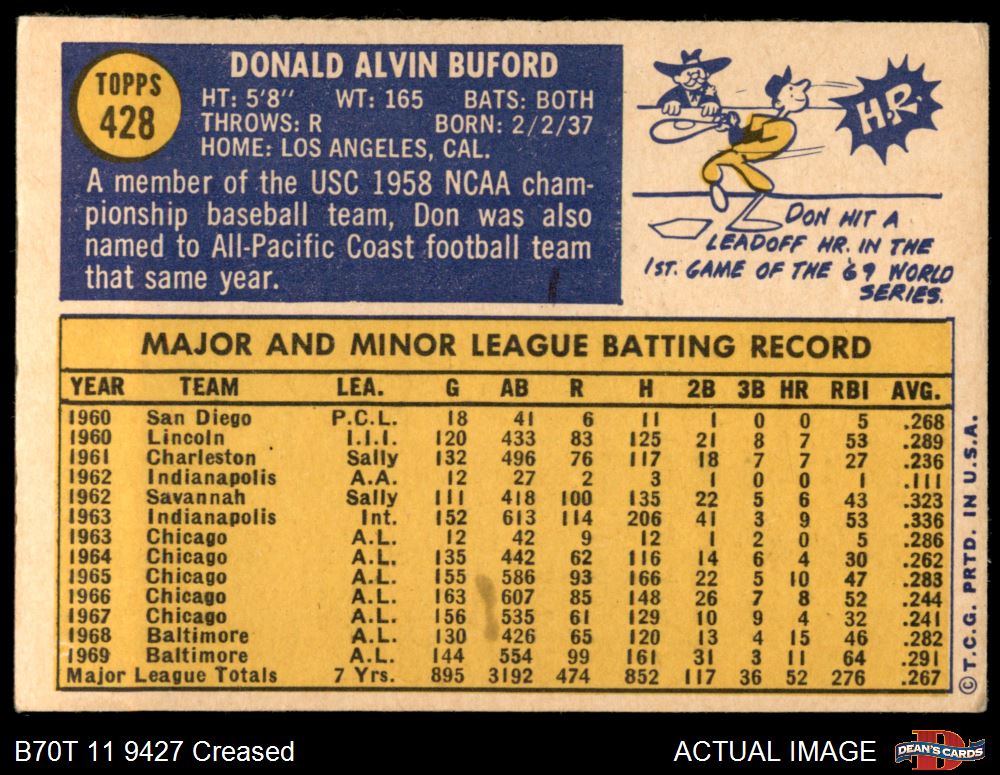 TOPPS
428
DONALD ALVIN BUFORD
HT: 5'8" WT: 165 BATS: BOTH
THROWS: R BORN: 2/2/37
HOME: LOS ANGELES, CAL.
A member of the USC 1958 NCAA cham-
pionship baseball team, Don was also
named to All-Pacific Coast football team
that same year.
H.R.
DON HIT A
LEADOFF HR. IN THE
1ST. GAME OF THE '69 WORLD
SERIES.
MAJOR AND MINOR LEAGUE BATTING RECORD
YEAR TEAM LEA. G AB R H 2B 3B HR RBI AVG.
1960 San Diego P.C.L. 18 41 6 11 1 0 0 5 .268
1960 Lincoln I.I.I. 120 433 83 125 21 8 7 53 .289
1961 Charleston Sally 132 496 76 117 18 7 7 27 .236
1962 Indianapolis A.A. 12 27 2 3 1 0 0 1 .111
1962 Savannah Sally 111 418 100 135 22 5 6 43 .323
1963 Indianapolis Int. 152 613 114 206 41 3 9 53 .336
1963 Chicago A.L. 12 42 9 12 1 2 0 5 .286
1964 Chicago A.L. 135 442 62 116 14 6 4 30 .262
1965 Chicago A.L. 155 586 93 166 22 5 10 47 .283
1966 Chicago A.L. 163 607 85 148 26 7 8 52 .244
1967 Chicago A.L. 156 535 61 129 10 9 4 32 .241
1968 Baltimore A.L. 130 426 65 120 13 4 15 46 .282
1969 Baltimore A.L. 144 554 99 161 31 3 11 64 .291
Major League Totals 7 Yrs. 895 3192 474 852 117 36 52 276 .267
© T.C.G. PRTD. IN U.S.A.
B70T 11 9427 Creased
ACTUAL IMAGE
D
DEAN'S CARDS